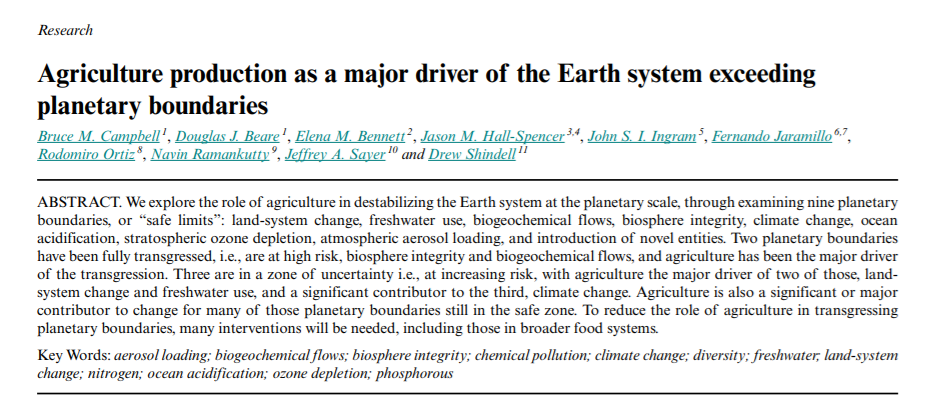 Research
Agriculture production as a major driver of the Earth system exceeding
planetary boundaries
Bruce M. Campbell 1, Douglas J. Beare 1, Elena M. Bennett 2, Jason M. Hall-Spencer 3,4, John S. I. Ingram 5, Fernando Jaramillo 6,7,
Rodomiro Ortiz 8, Navin Ramankutty 9, Jeffrey A. Sayer 10 and Drew Shindell 11
ABSTRACT. We explore the role of agriculture in destabilizing the Earth system at the planetary scale, through examining nine planetary
boundaries, or “safe limits”: land-system change, freshwater use, biogeochemical flows, biosphere integrity, climate change, ocean
acidification, stratospheric ozone depletion, atmospheric aerosol loading, and introduction of novel entities. Two planetary boundaries
have been fully transgressed, i.e., are at high risk, biosphere integrity and biogeochemical flows, and agriculture has been the major driver
of the transgression. Three are in a zone of uncertainty i.e., at increasing risk, with agriculture the major driver of two of those, land-
system change and freshwater use, and a significant contributor to the third, climate change. Agriculture is also a significant or major
contributor to change for many of those planetary boundaries still in the safe zone. To reduce the role of agriculture in transgressing
planetary boundaries, many interventions will be needed, including those in broader food systems.
Key Words: aerosol loading; biogeochemical flows; biosphere integrity; chemical pollution; climate change; diversity; freshwater; land-system
change; nitrogen; ocean acidification; ozone depletion; phosphorous